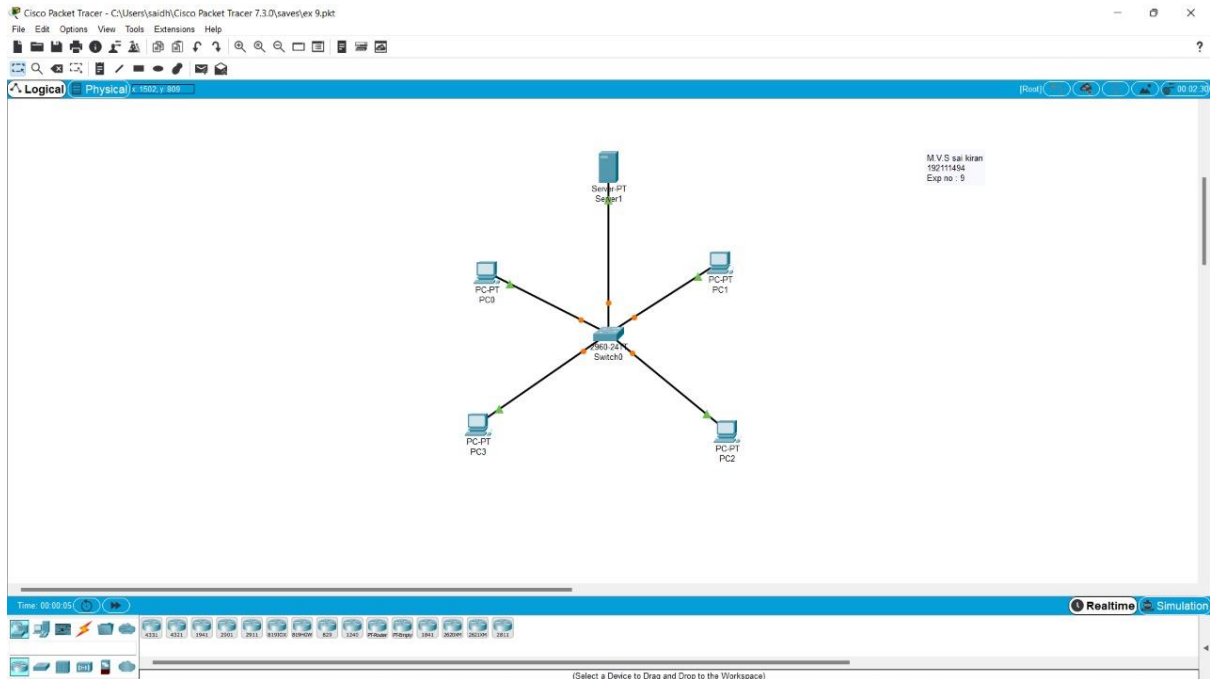 Cisco Packet Tracer - C:\Users\saidh\Cisco Packet Tracer 7.3.0\saves\ex 9.pkt
File Edit Options View Tools Extensions Help
?
Logical Physical x: 1502, y: 809 [Root] 00:02:30
M.V.S sai kiran
192111494
Exp no : 9
Server-PT
Server1
PC-PT
PC0
PC-PT
PC1
2960-24TT
Switch0
PC-PT
PC3
PC-PT
PC2
Time: 00:00:05 Realtime Simulation
4331 4321 1941 2901 2911 819IOX 819HGW 829 1240 PT-Router PT-Empty 1841 2620XM 2621XM 2811
(Select a Device to Drag and Drop to the Workspace)